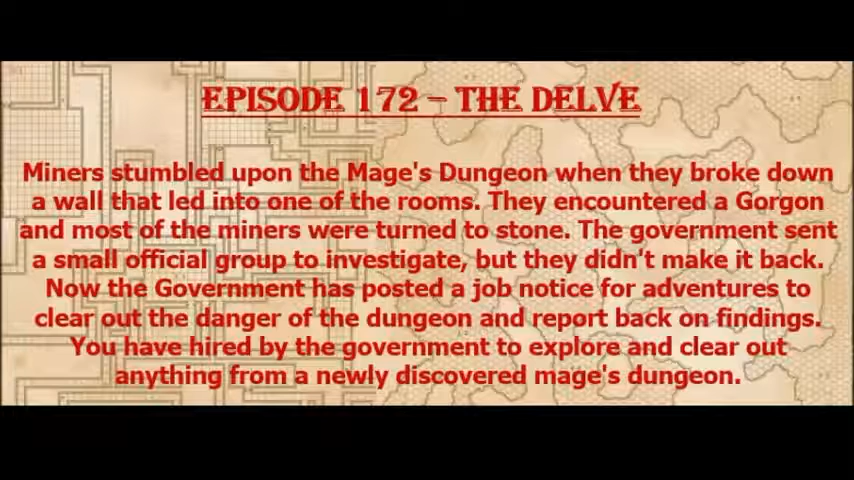 EPISODE 172 – THE DELVE
Miners stumbled upon the Mage's Dungeon when they broke down
a wall that led into one of the rooms. They encountered a Gorgon
and most of the miners were turned to stone. The government sent
a small official group to investigate, but they didn't make it back.
Now the Government has posted a job notice for adventures to
clear out the danger of the dungeon and report back on findings.
You have hired by the government to explore and clear out
anything from a newly discovered mage's dungeon.